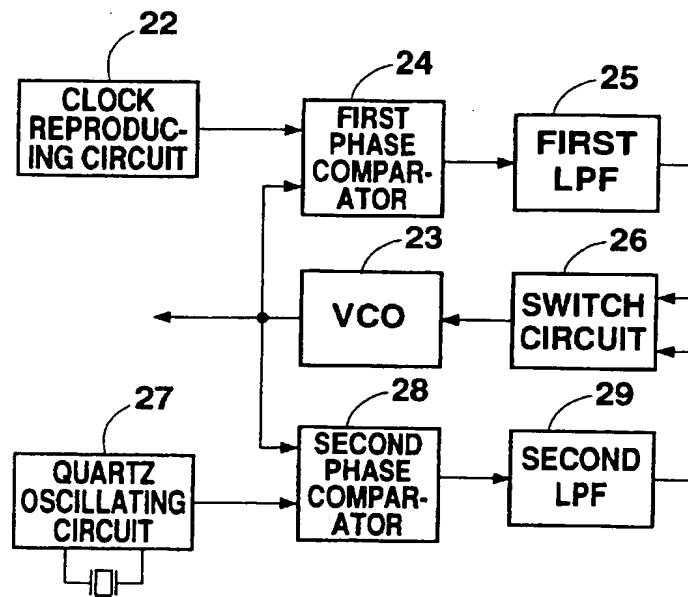 22
CLOCK
REPRODUC-
ING CIRCUIT
24
FIRST
PHASE
COMPAR-
ATOR
25
FIRST
LPF
23
VCO
26
SWITCH
CIRCUIT
27
QUARTZ
OSCILLATING
CIRCUIT
28
SECOND
PHASE
COMPAR-
ATOR
29
SECOND
LPF